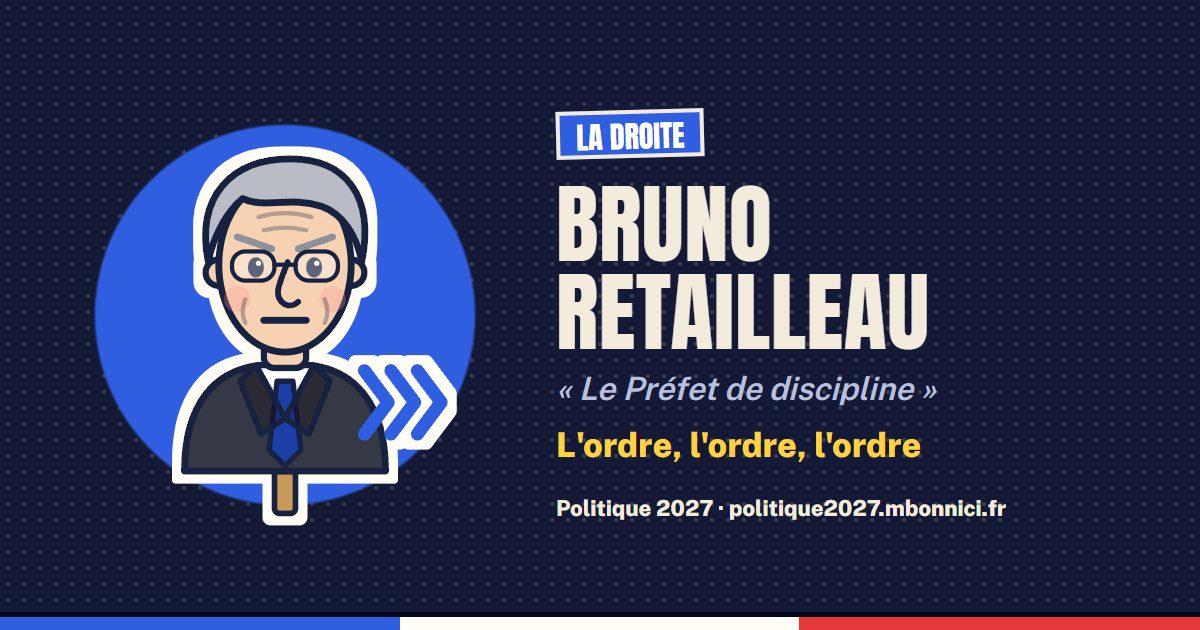 LA DROITE
BRUNO
RETAILLEAU
« Le Préfet de discipline »
L'ordre, l'ordre, l'ordre
Politique 2027 · politique2027.mbonnici.fr